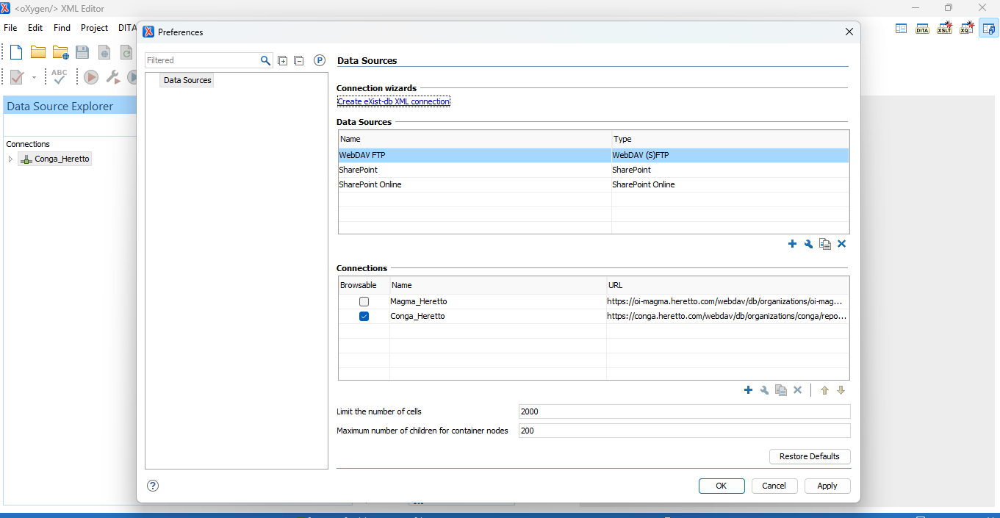 <oXygen/> XML Editor
File Edit Find Project DITA
Preferences
DITA XSLT XQ
Filtered
P
Data Sources
ABC
Data Sources
Connection wizards
Create eXist-db XML connection
Data Source Explorer
Data Sources
Name Type
Connections
WebDAV FTP WebDAV (S)FTP
Conga_Heretto
SharePoint SharePoint
SharePoint Online SharePoint Online
Connections
Browsable Name URL
Magma_Heretto https://oi-magma.heretto.com/webdav/db/organizations/oi-mag...
Conga_Heretto https://conga.heretto.com/webdav/db/organizations/conga/repo...
Limit the number of cells 2000
Maximum number of children for container nodes 200
Restore Defaults
?
OK Cancel Apply